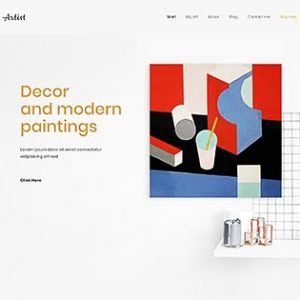 Artist
Start My art About Blog Contact me Buy now
Decor
and modern
paintings
Lorem ipsum dolor sit amet consectetur
adipisicing elit sed
Click Here